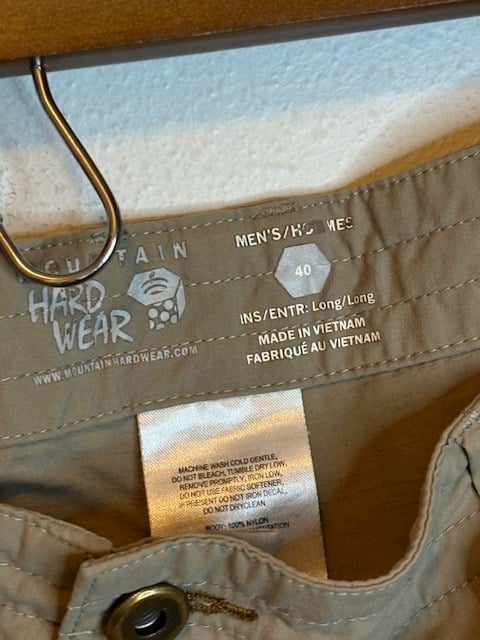 MOUNTAIN
HARD
WEAR
WWW.MOUNTAINHARDWEAR.COM
MEN'S/HOMMES
40
INS/ENTR: Long/Long
MADE IN VIETNAM
FABRIQUÉ AU VIETNAM
MACHINE WASH COLD GENTLE,
DO NOT BLEACH, TUMBLE DRY LOW,
REMOVE PROMPTLY, IRON LOW,
DO NOT USE FABRIC SOFTENER,
IF PRESENT DO NOT IRON DECAL,
DO NOT DRYCLEAN.
BODY: 100% NYLON